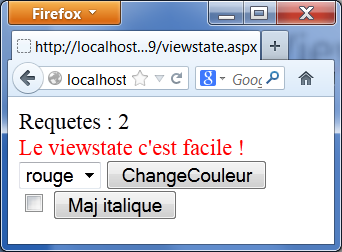 Firefox
http://localhost...9/viewstate.aspx
localhost
Goog
Requetes : 2
Le viewstate c'est facile !
rouge ChangeCouleur
Maj italique